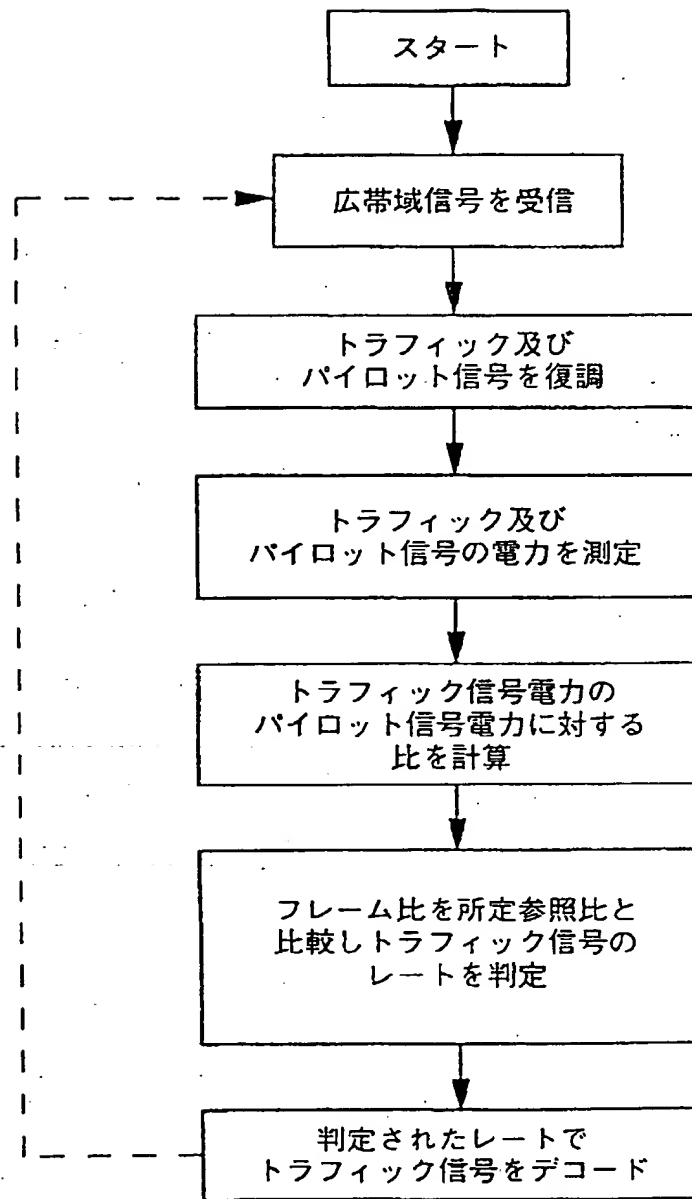 スタート
広帯域信号を受信
トラフィック及び
パイロット信号を復調
トラフィック及び
パイロット信号の電力を測定
トラフィック信号電力の
パイロット信号電力に対する
比を計算
フレーム比を所定参照比と
比較しトラフィック信号の
レートを判定
判定されたレートで
トラフィック信号をデコード